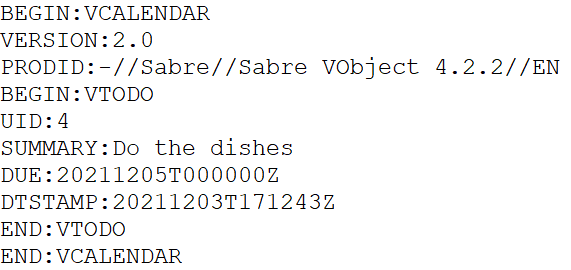 BEGIN:VCALENDAR
VERSION:2.0
PRODID:-//Sabre//Sabre VObject 4.2.2//EN
BEGIN:VTODO
UID:4
SUMMARY:Do the dishes
DUE:20211205T000000Z
DTSTAMP:20211203T171243Z
END:VTODO
END:VCALENDAR